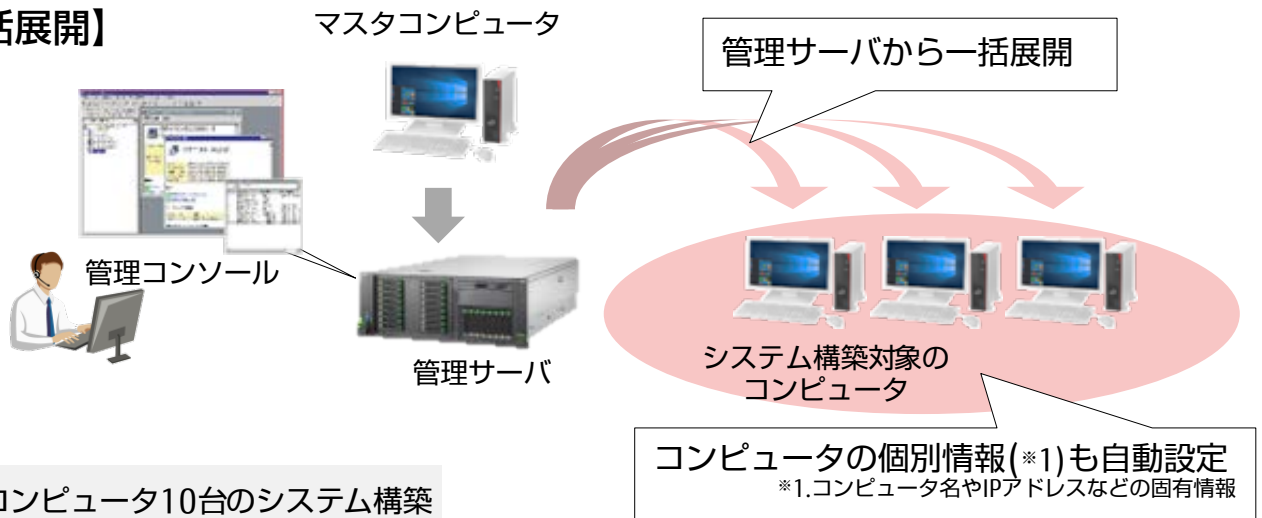 括展開】
マスタコンピュータ
管理サーバから一括展開
管理コンソール
管理サーバ
システム構築対象の
コンピュータ
コンピュータの個別情報(※1)も自動設定
※1.コンピュータ名やIPアドレスなどの固有情報
コンピュータ10台のシステム構築